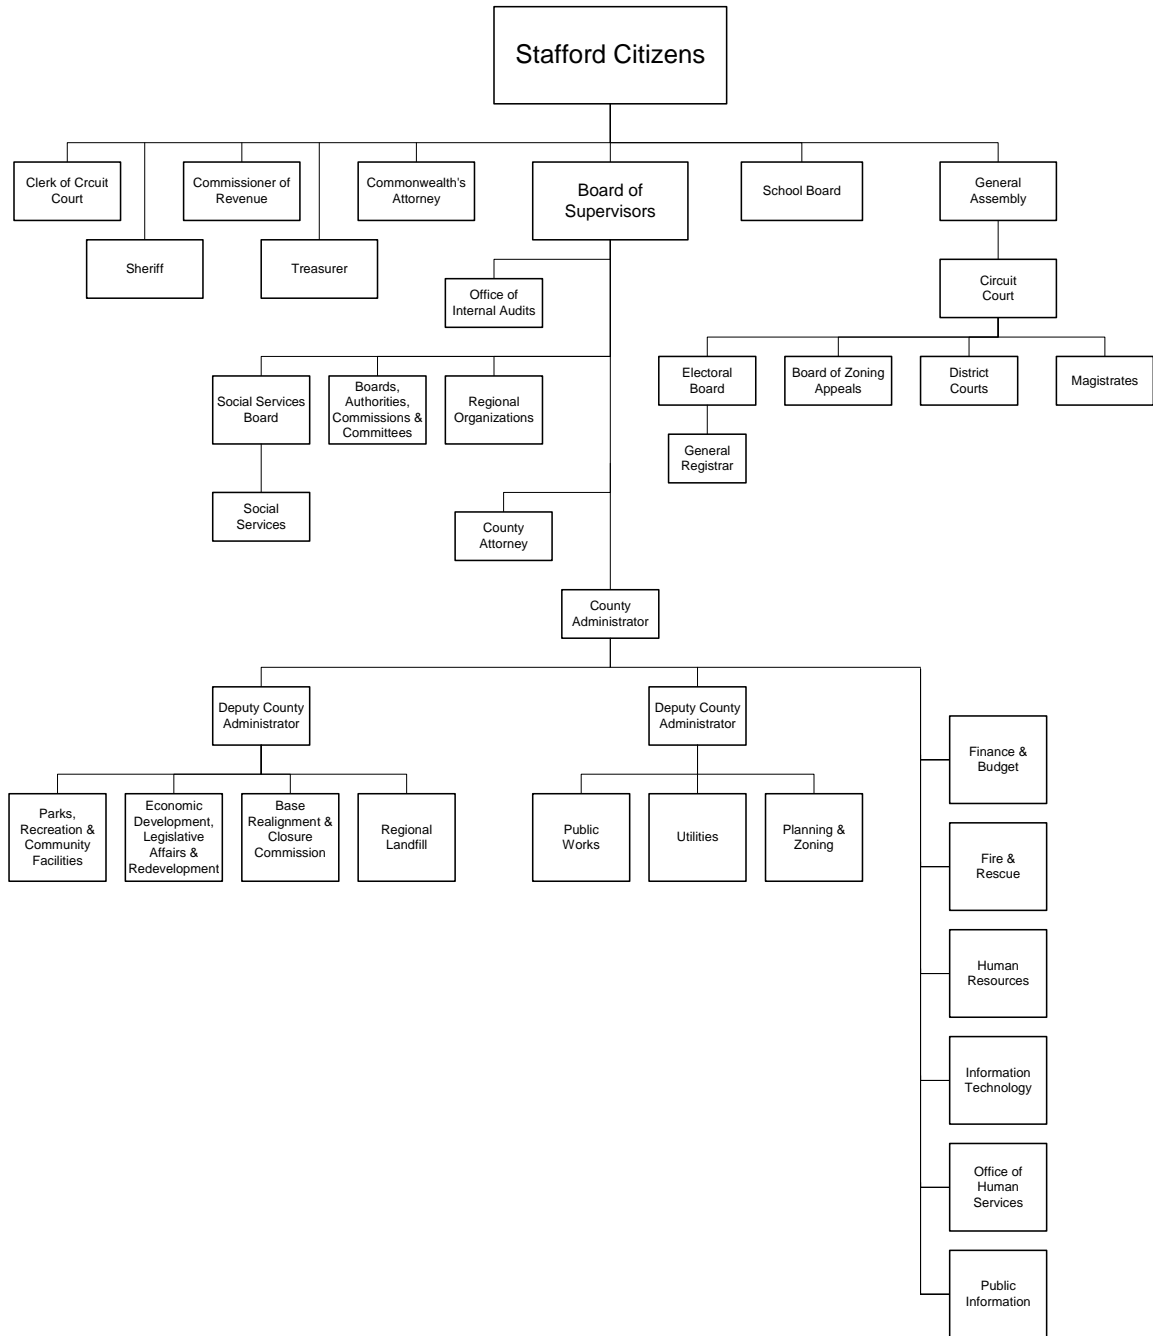 Stafford Citizens
Clerk of Crcuit
Court
Commissioner of
Revenue
Commonwealth's
Attorney
Board of
Supervisors
School Board
General
Assembly
Sheriff
Treasurer
Office of
Internal Audits
Circuit
Court
Social Services
Board
Boards,
Authorities,
Commissions &
Committees
Regional
Organizations
Electoral
Board
Board of Zoning
Appeals
District
Courts
Magistrates
General
Registrar
Social
Services
County
Attorney
County
Administrator
Deputy County
Administrator
Deputy County
Administrator
Parks,
Recreation &
Community
Facilities
Economic
Development,
Legislative
Affairs &
Redevelopment
Base
Realignment &
Closure
Commission
Regional
Landfill
Public
Works
Utilities
Planning &
Zoning
Finance &
Budget
Fire &
Rescue
Human
Resources
Information
Technology
Office of
Human
Services
Public
Information